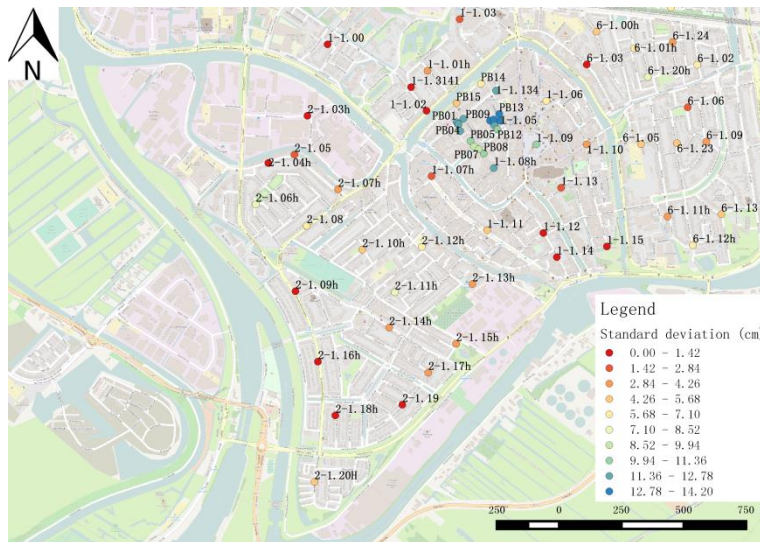 1-1.03
6-1.00h
6-1.24
1-1.00
6-1.01h
6-1.03
6-1.02
1-1.01h
6-1.20h
PB14
1-1.3141
1-1.134
1-1.06
PB15
1-1.02
6-1.06
2-1.03h
PB13
PB01
PB09
1-1.05
PB04
PB05
PB12
1-1.09
1-1.10
6-1.05
6-1.23
6-1.09
2-1.05
PB07
PB08
2-1.04h
1-1.08h
1-1.07h
2-1.07h
1-1.13
2-1.06h
6-1.11h
6-1.13
2-1.08
1-1.11
1-1.12
2-1.10h
2-1.12h
1-1.14
1-1.15
6-1.12h
2-1.13h
2-1.09h
2-1.11h
2-1.14h
2-1.15h
2-1.16h
2-1.17h
2-1.18h
2-1.19
2-1.20H
N
Legend
Standard deviation (cm)
0.00 - 1.42
1.42 - 2.84
2.84 - 4.26
4.26 - 5.68
5.68 - 7.10
7.10 - 8.52
8.52 - 9.94
9.94 - 11.36
11.36 - 12.78
12.78 - 14.20
250 0 250 500 750